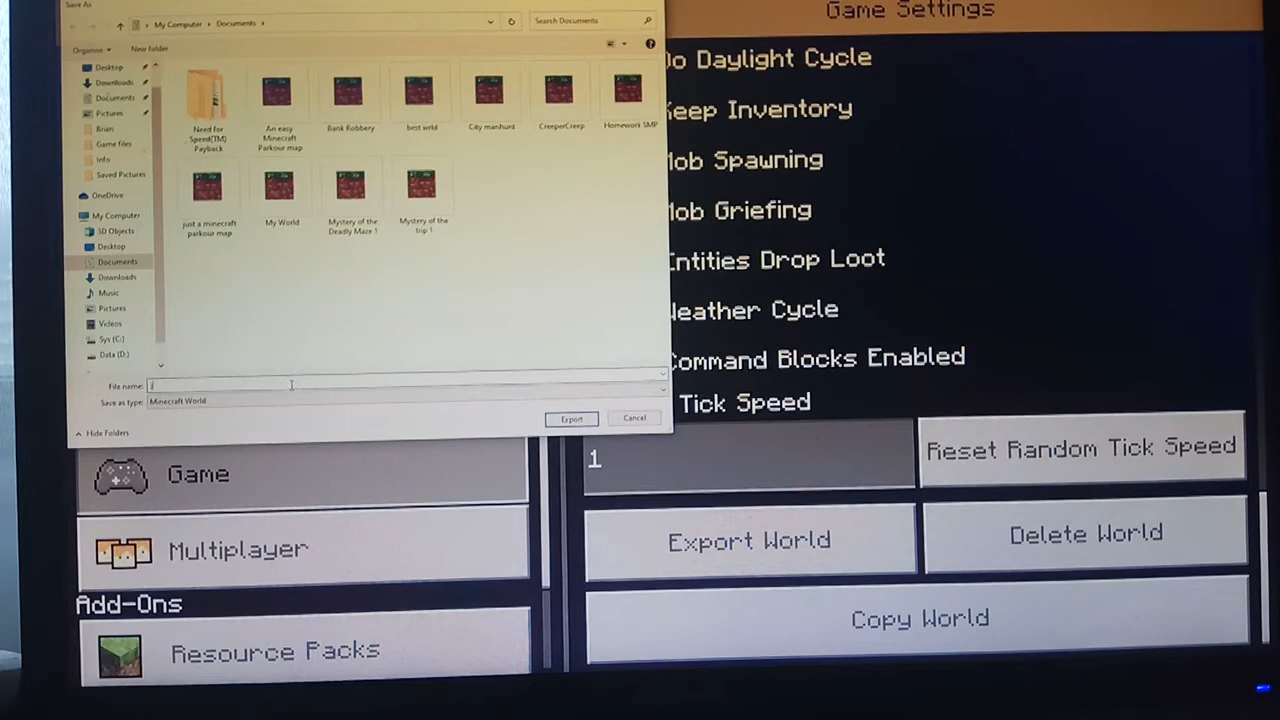 Save As
My Computer › Documents ›
Search Documents
Organise
New folder
Desktop
Downloads
Documents
Pictures
Brian
Game files
Info
Saved Pictures
OneDrive
My Computer
3D Objects
Desktop
Documents
Downloads
Music
Pictures
Videos
Sys (C:)
Data (D:)
Need for
Speed(TM)
Payback
An easy
Minecraft
Parkour map
Bank Robbery
best wrld
City manhunt
CreeperCreep
Homework SMP
just a minecraft
parkour map
My World
Mystery of the
Deadly Maze 1
Mystery of the
trip 1
File name:
Save as type: Minecraft World
Hide Folders
Export
Cancel
Game Settings
Do Daylight Cycle
Keep Inventory
Mob Spawning
Mob Griefing
Entities Drop Loot
Weather Cycle
Command Blocks Enabled
Tick Speed
1
Reset Random Tick Speed
Export World
Delete World
Copy World
Game
Multiplayer
Add-Ons
Resource Packs